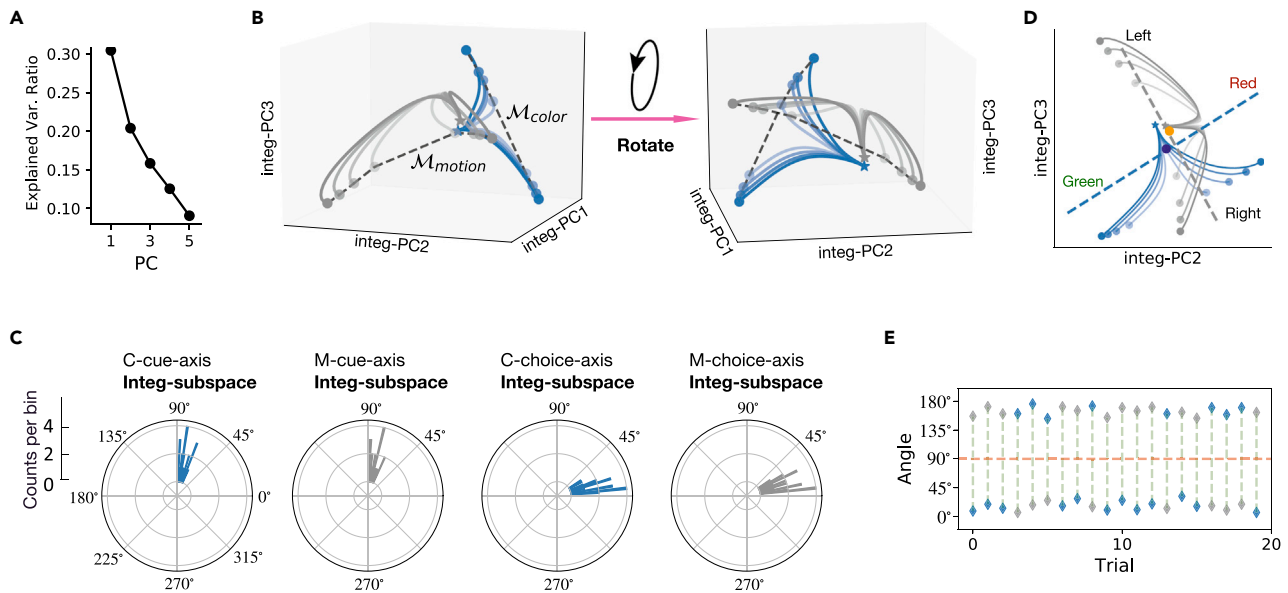 A
Explained Var. Ratio
0.30
0.25
0.20
0.15
0.10
1
3
5
PC
B
integ-PC3
integ-PC2
integ-PC1
M_color
M_motion
Rotate
integ-PC1
integ-PC2
integ-PC3
D
Left
Red
Green
Right
integ-PC3
integ-PC2
C
Counts per bin
4
2
0
C-cue-axis
Integ-subspace
90°
135°
45°
180°
0°
225°
315°
270°
M-cue-axis
Integ-subspace
90°
45°
270°
C-choice-axis
Integ-subspace
90°
45°
270°
M-choice-axis
Integ-subspace
90°
45°
270°
E
Angle
180°
135°
90°
45°
0°
0
10
20
Trial